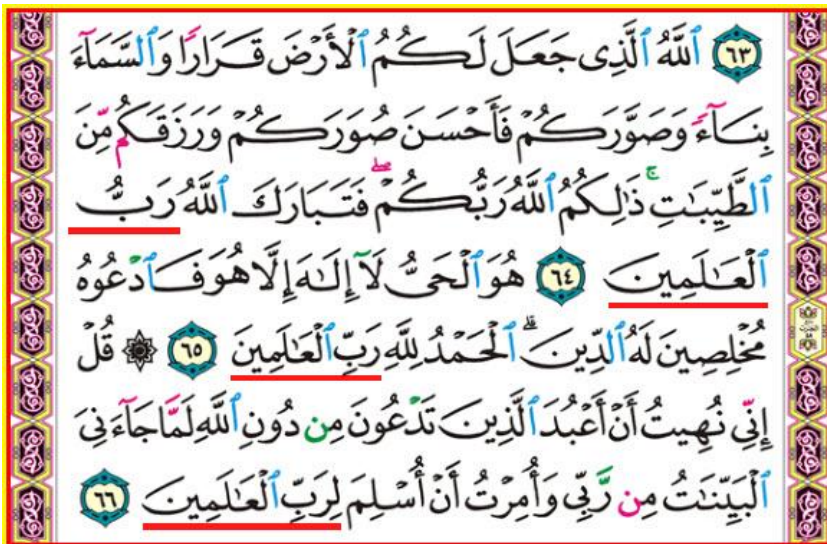 ٦٣ ٱللَّهُ ٱلَّذِى جَعَلَ لَكُمُ ٱلْأَرْضَ قَرَارًا وَٱلسَّمَآءَ
بِنَآءً وَصَوَّرَكُمْ فَأَحْسَنَ صُوَرَكُمْ وَرَزَقَكُم مِّنَ
ٱلطَّيِّبَٰتِ ۚ ذَٰلِكُمُ ٱللَّهُ رَبُّكُمْ ۖ فَتَبَارَكَ ٱللَّهُ رَبُّ
ٱلْعَٰلَمِينَ ٦٤ هُوَ ٱلْحَىُّ لَآ إِلَٰهَ إِلَّا هُوَ فَٱدْعُوهُ
مُخْلِصِينَ لَهُ ٱلدِّينَ ۗ ٱلْحَمْدُ لِلَّهِ رَبِّ ٱلْعَٰلَمِينَ ٦٥ ۞ قُلْ
إِنِّى نُهِيتُ أَنْ أَعْبُدَ ٱلَّذِينَ تَدْعُونَ مِن دُونِ ٱللَّهِ لَمَّا جَآءَنِىَ
ٱلْبَيِّنَٰتُ مِن رَّبِّى وَأُمِرْتُ أَنْ أُسْلِمَ لِرَبِّ ٱلْعَٰلَمِينَ ٦٦